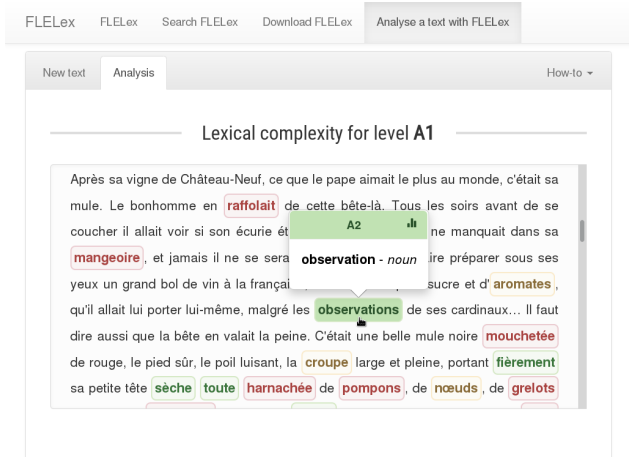 FLELex FLELex Search FLELex Download FLELex Analyse a text with FLELex
New text Analysis How-to
Lexical complexity for level A1
Après sa vigne de Château-Neuf, ce que le pape aimait le plus au monde, c'était sa
mule. Le bonhomme en raffolait de cette bête-là. Tous les soirs avant de se
coucher il allait voir si son écurie ne manquait dans sa
A2
mangeoire, et jamais il ne se préparer sous ses
observation - noun
yeux un grand bol de vin à la sucre et d'aromates,
qu'il allait lui porter lui-même, malgré les observations de ses cardinaux... Il faut
dire aussi que la bête en valait la peine. C'était une belle mule noire mouchetée
de rouge, le pied sûr, le poil luisant, la croupe large et pleine, portant fièrement
sa petite tête sèche toute harnachée de pompons, de nœuds, de grelots